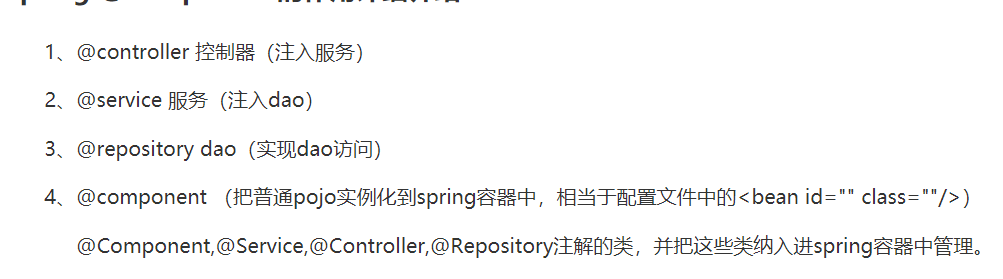 1、@controller 控制器（注入服务）
2、@service 服务（注入dao）
3、@repository dao（实现dao访问）
4、@component （把普通pojo实例化到spring容器中，相当于配置文件中的<bean id="" class=""/>）
@Component,@Service,@Controller,@Repository注解的类，并把这些类纳入进spring容器中管理。